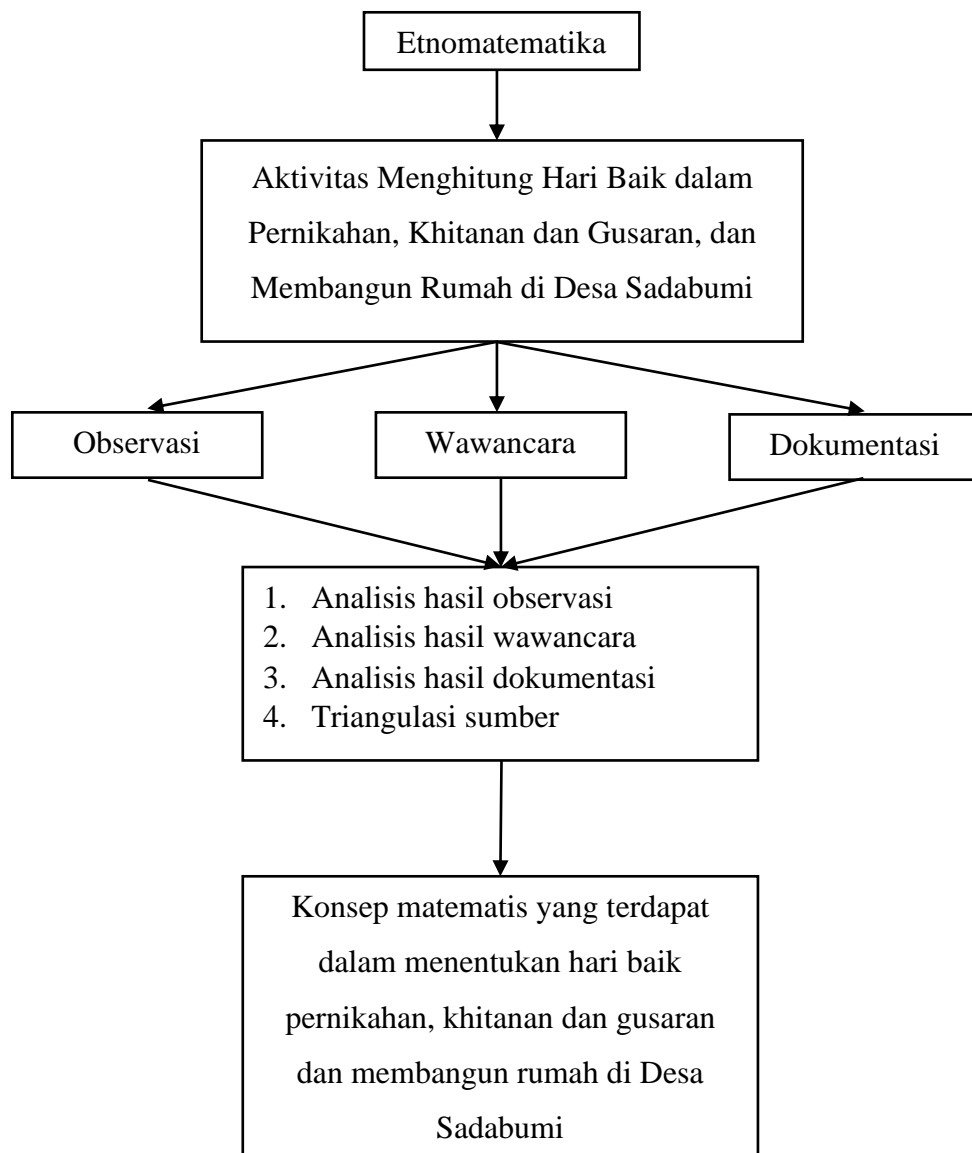 Etnomatematika
Aktivitas Menghitung Hari Baik dalam
Pernikahan, Khitanan dan Gusaran, dan
Membangun Rumah di Desa Sadabumi
Observasi
Wawancara
Dokumentasi
1. Analisis hasil observasi
2. Analisis hasil wawancara
3. Analisis hasil dokumentasi
4. Triangulasi sumber
Konsep matematis yang terdapat
dalam menentukan hari baik
pernikahan, khitanan dan gusaran
dan membangun rumah di Desa
Sadabumi